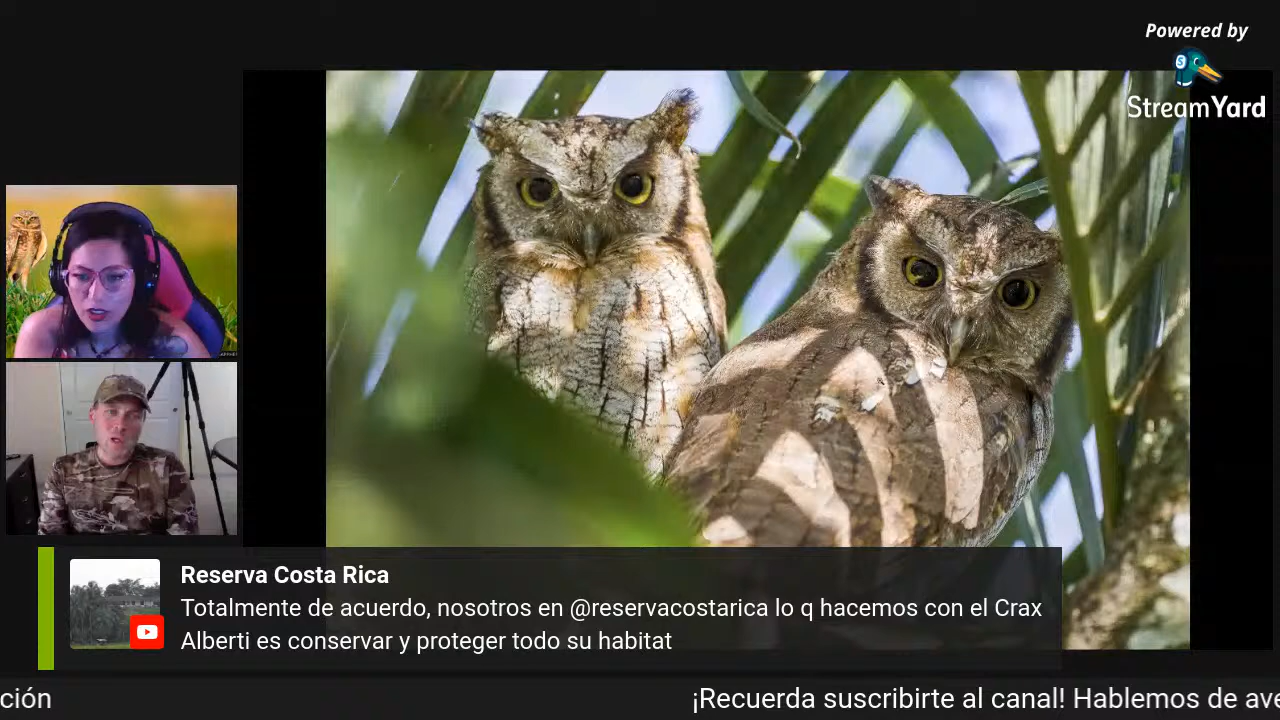 Powered by
StreamYard
Reserva Costa Rica
Totalmente de acuerdo, nosotros en @reservacostarica lo q hacemos con el Crax
Alberti es conservar y proteger todo su habitat
ción
¡Recuerda suscribirte al canal! Hablemos de ave